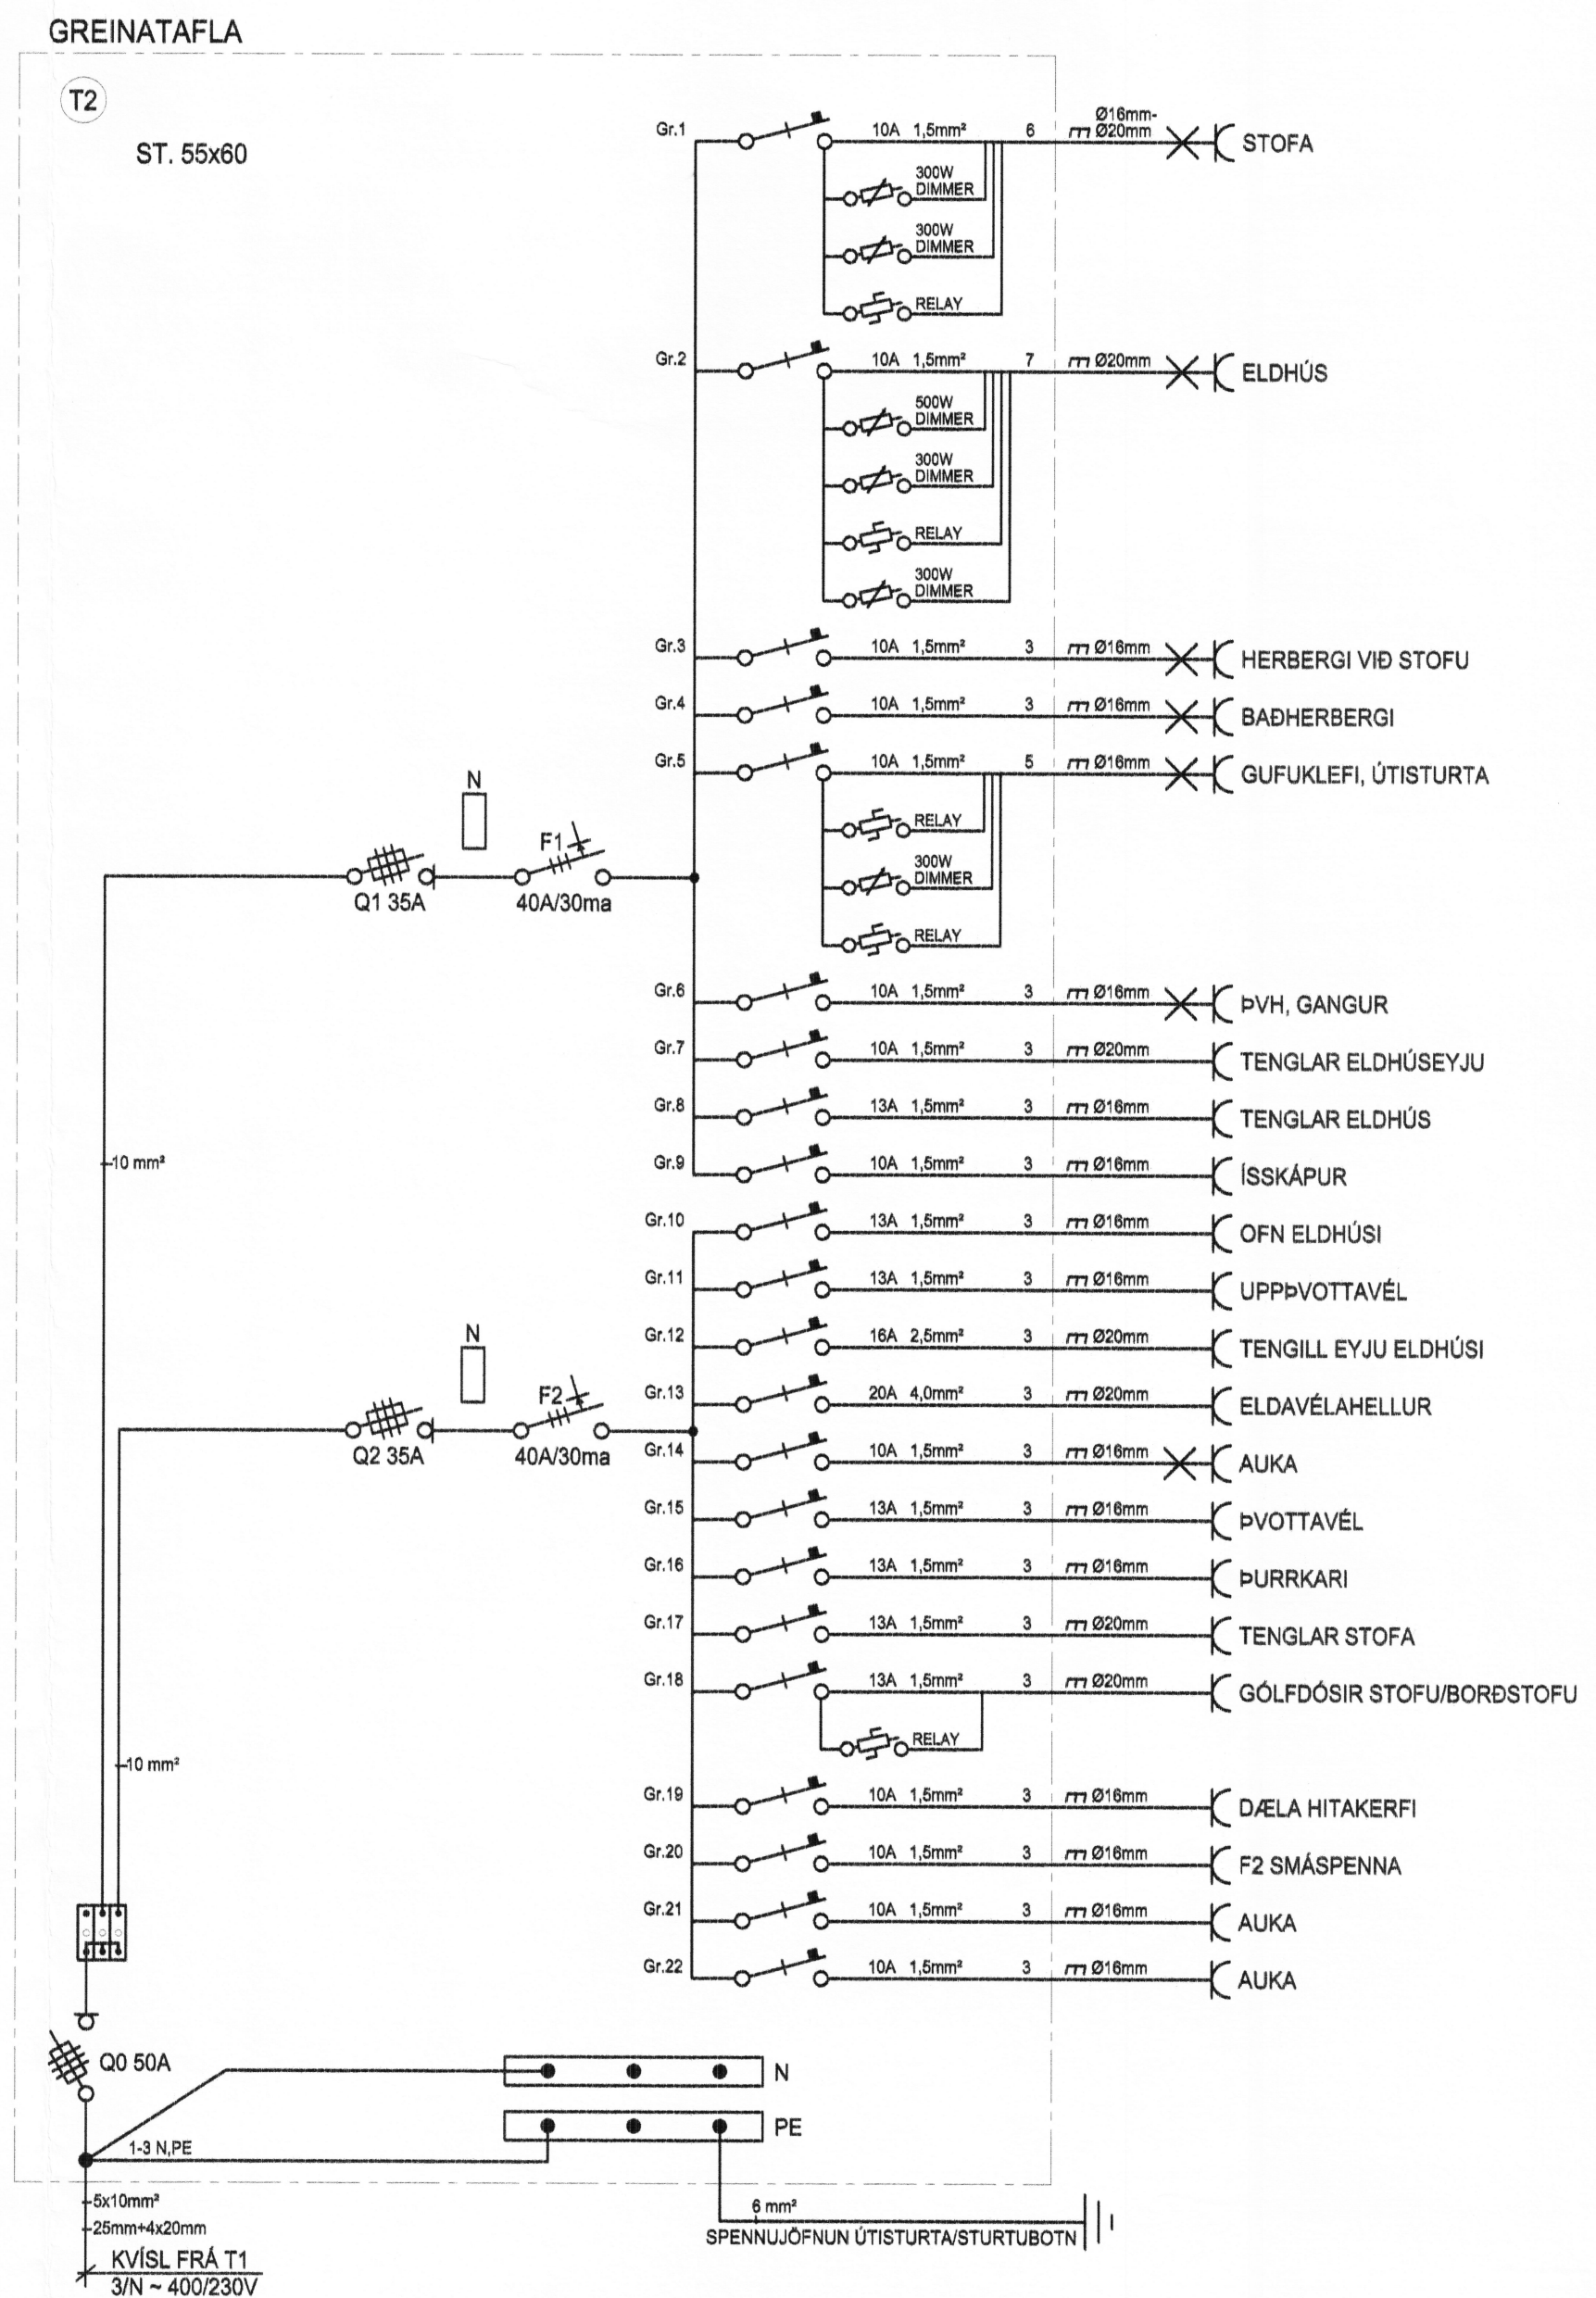 GREINATAFLA
T2
ST. 55x60
Gr.1 10A 1,5mm² 6 Ø16mm-
Ø20mm STOFA
300W
DIMMER
300W
DIMMER
RELAY
Gr.2 10A 1,5mm² 7 Ø20mm ELDHÚS
500W
DIMMER
300W
DIMMER
RELAY
300W
DIMMER
Gr.3 10A 1,5mm² 3 Ø16mm HERBERGI VIÐ STOFU
Gr.4 10A 1,5mm² 3 Ø16mm BAÐHERBERGI
Gr.5 10A 1,5mm² 5 Ø16mm GUFUKLEFI, ÚTISTURTA
RELAY
300W
DIMMER
RELAY
N
F1
Q1 35A
40A/30ma
Gr.6 10A 1,5mm² 3 Ø16mm ÞVH, GANGUR
Gr.7 10A 1,5mm² 3 Ø20mm TENGLAR ELDHÚSEYJU
Gr.8 13A 1,5mm² 3 Ø16mm TENGLAR ELDHÚS
Gr.9 10A 1,5mm² 3 Ø16mm ÍSSKÁPUR
10 mm²
Gr.10 13A 1,5mm² 3 Ø16mm OFN ELDHÚSI
Gr.11 13A 1,5mm² 3 Ø16mm UPPÞVOTTAVÉL
Gr.12 16A 2,5mm² 3 Ø20mm TENGILL EYJU ELDHÚSI
Gr.13 20A 4,0mm² 3 Ø20mm ELDAVÉLAHELLUR
N
F2
Q2 35A
40A/30ma
Gr.14 10A 1,5mm² 3 Ø16mm AUKA
Gr.15 13A 1,5mm² 3 Ø16mm ÞVOTTAVÉL
Gr.16 13A 1,5mm² 3 Ø16mm ÞURRKARI
Gr.17 13A 1,5mm² 3 Ø20mm TENGLAR STOFA
Gr.18 13A 1,5mm² 3 Ø20mm GÓLFDÓSIR STOFU/BORÐSTOFU
RELAY
10 mm²
Gr.19 10A 1,5mm² 3 Ø16mm DÆLA HITAKERFI
Gr.20 10A 1,5mm² 3 Ø16mm F2 SMÁSPENNA
Gr.21 10A 1,5mm² 3 Ø16mm AUKA
Gr.22 10A 1,5mm² 3 Ø16mm AUKA
Q0 50A
N
PE
1-3 N,PE
5x10mm²
25mm+4x20mm
6 mm²
SPENNUJÖFNUN ÚTISTURTA/STURTUBOTN
KVÍSL FRÁ T1
3/N ~ 400/230V